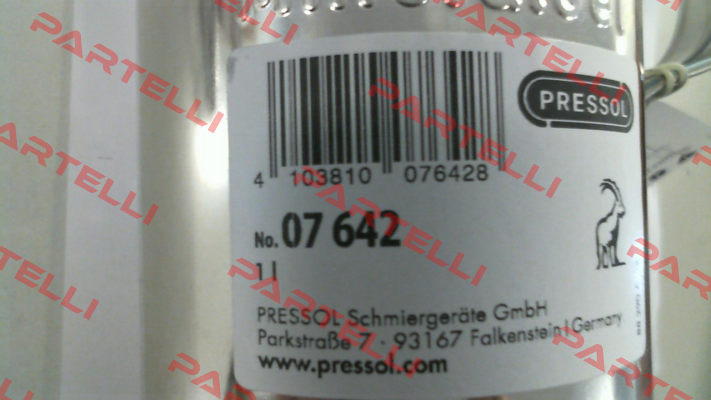 PRESSOL
4 103810 076428
No. 07 642
1 l
PRESSOL Schmiergeräte GmbH
Parkstraße 7 · 93167 Falkenstein | Germany
www.pressol.com
PARTELLI
PARTELLI
PARTELLI
PARTELLI
PARTELLI
PARTELLI
PARTELLI
PARTELLI
PARTELLI